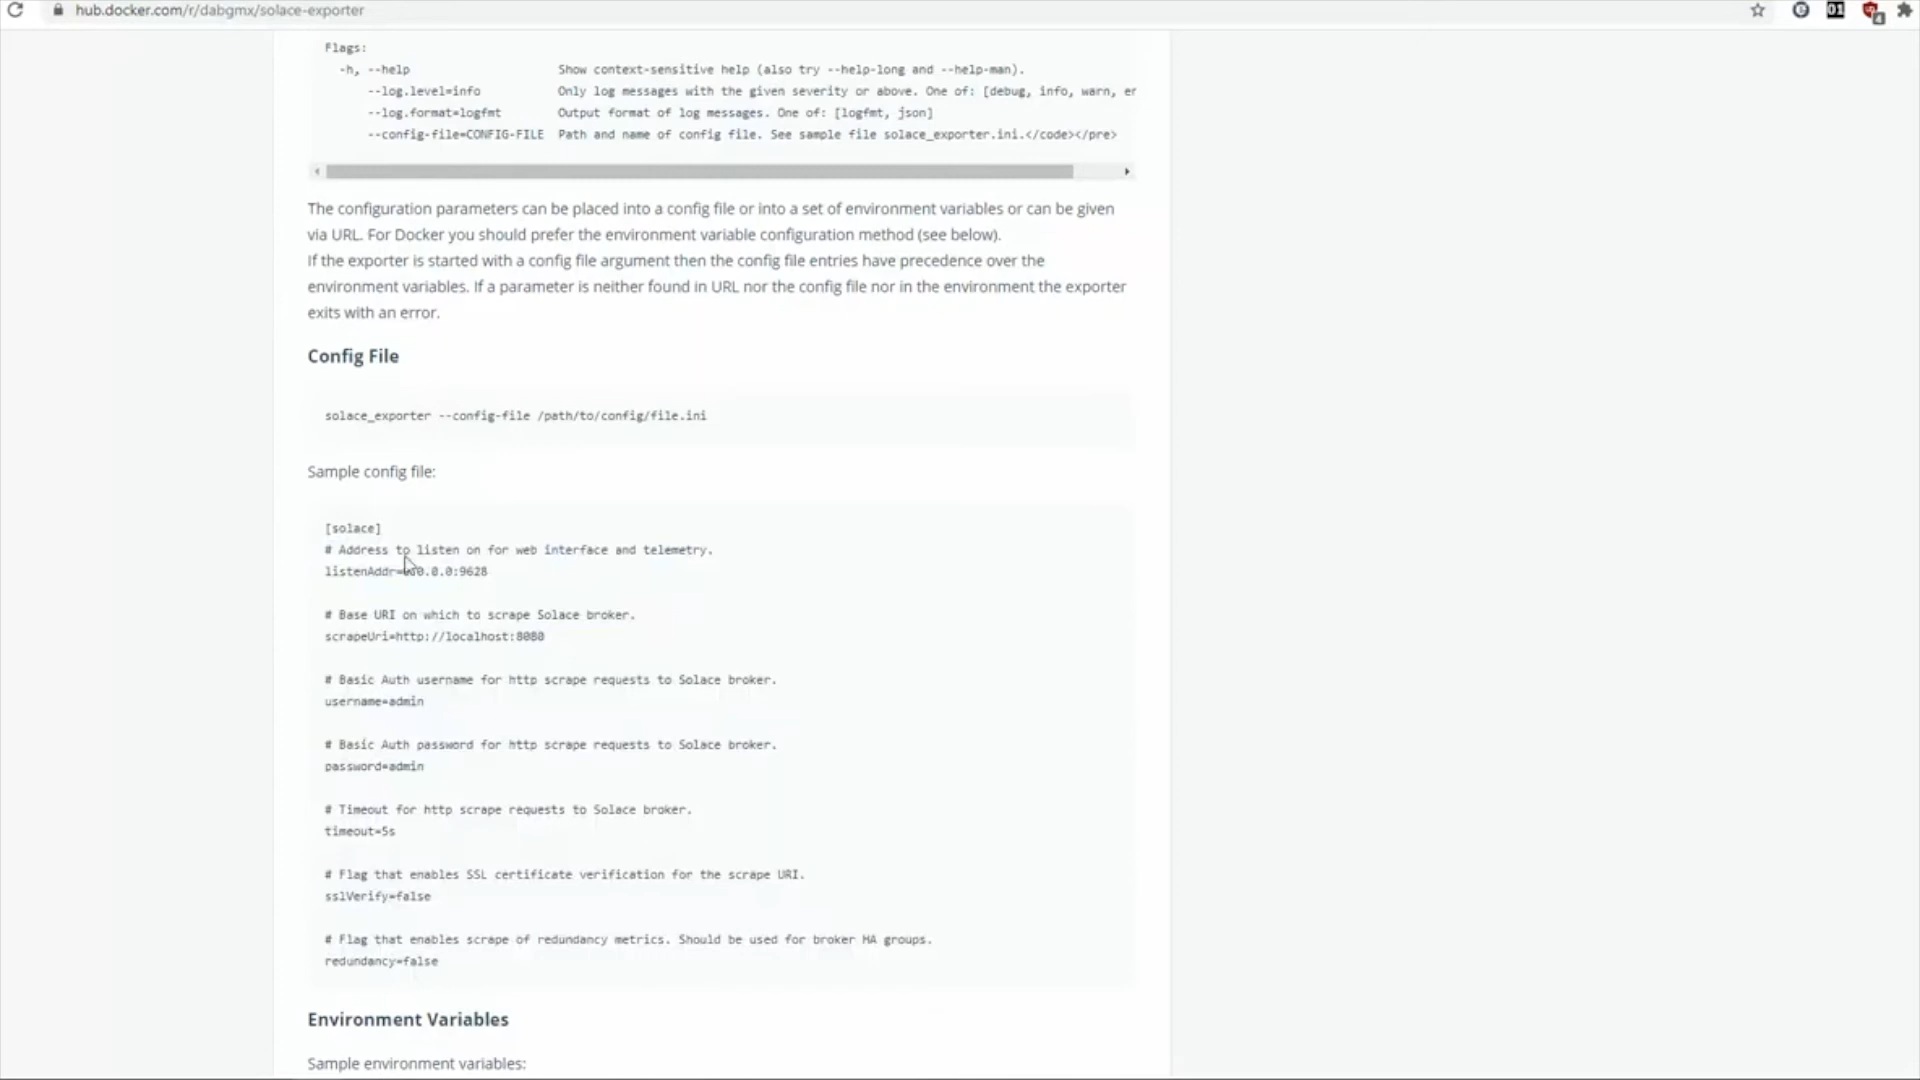 hub.docker.com/r/dabgmx/solace-exporter
01
4
Flags:
-h, --help Show context-sensitive help (also try --help-long and --help-man).
--log.level=info Only log messages with the given severity or above. One of: [debug, info, warn, er
--log.format=logfmt Output format of log messages. One of: [logfmt, json]
--config-file=CONFIG-FILE Path and name of config file. See sample file solace_exporter.ini.</code></pre>
The configuration parameters can be placed into a config file or into a set of environment variables or can be given
via URL. For Docker you should prefer the environment variable configuration method (see below).
If the exporter is started with a config file argument then the config file entries have precedence over the
environment variables. If a parameter is neither found in URL nor the config file nor in the environment the exporter
exits with an error.
Config File
solace_exporter --config-file /path/to/config/file.ini
Sample config file:
[solace]
# Address to listen on for web interface and telemetry.
listenAddr=0.0.0.0:9628
# Base URI on which to scrape Solace broker.
scrapeUri=http://localhost:8080
# Basic Auth username for http scrape requests to Solace broker.
username=admin
# Basic Auth password for http scrape requests to Solace broker.
password=admin
# Timeout for http scrape requests to Solace broker.
timeout=5s
# Flag that enables SSL certificate verification for the scrape URI.
sslVerify=false
# Flag that enables scrape of redundancy metrics. Should be used for broker HA groups.
redundancy=false
Environment Variables
Sample environment variables: